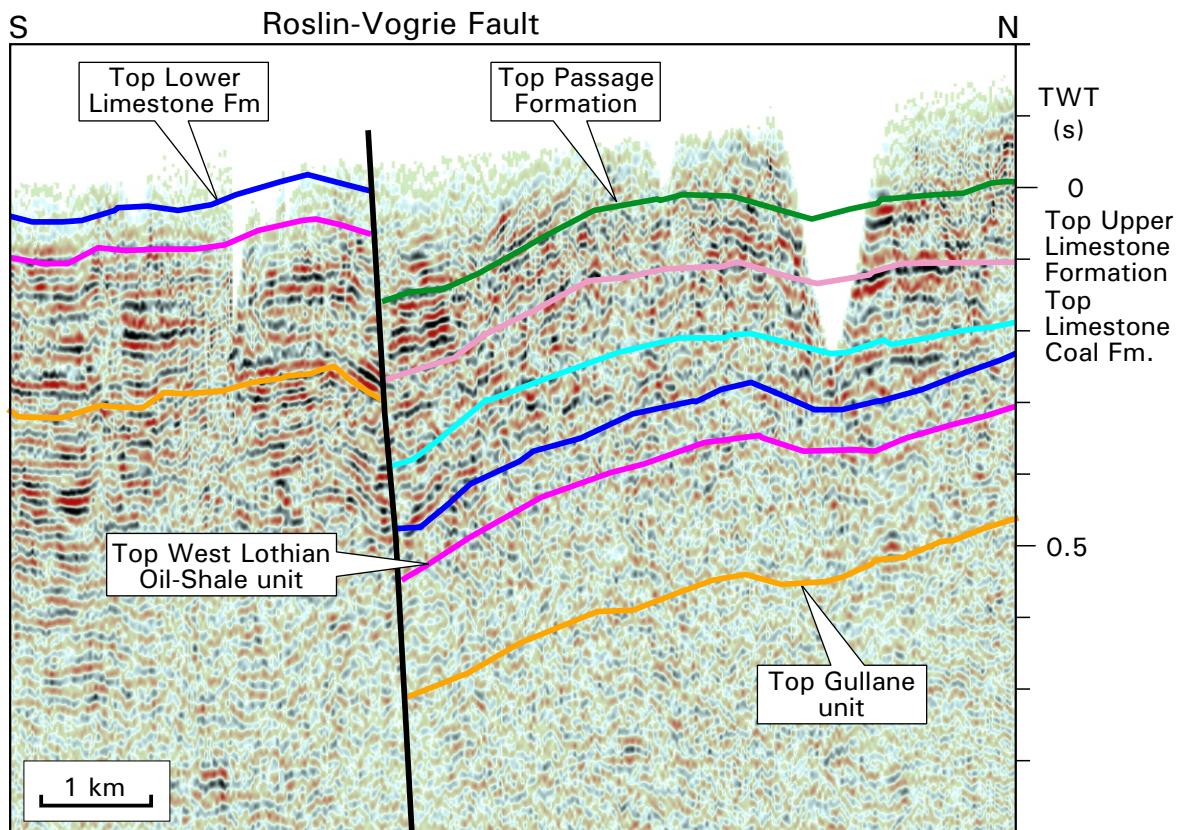 S
Roslin-Vogrie Fault
N
Top Lower
Limestone Fm
Top Passage
Formation
TWT
(s)
0
Top Upper
Limestone
Formation
Top
Limestone
Coal Fm.
0.5
Top West Lothian
Oil-Shale unit
Top Gullane
unit
1 km